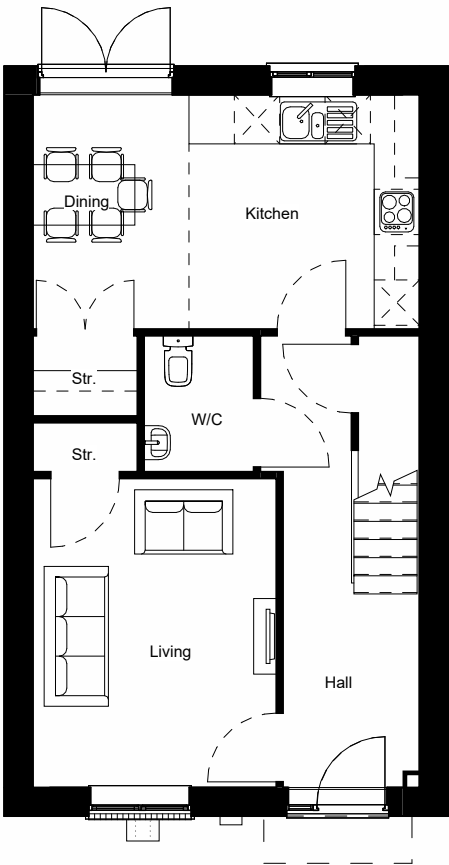 Dining
Kitchen
Str.
W/C
Str.
Living
Hall